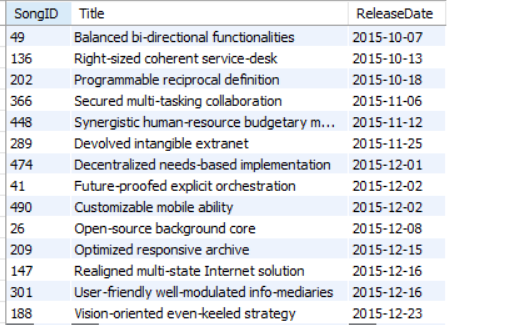 SongID Title ReleaseDate
49 Balanced bi-directional functionalities 2015-10-07
136 Right-sized coherent service-desk 2015-10-13
202 Programmable reciprocal definition 2015-10-18
366 Secured multi-tasking collaboration 2015-11-06
448 Synergistic human-resource budgetary m... 2015-11-12
289 Devolved intangible extranet 2015-11-25
474 Decentralized needs-based implementation 2015-12-01
41 Future-proofed explicit orchestration 2015-12-02
490 Customizable mobile ability 2015-12-02
26 Open-source background core 2015-12-08
209 Optimized responsive archive 2015-12-15
147 Realigned multi-state Internet solution 2015-12-16
301 User-friendly well-modulated info-mediaries 2015-12-16
188 Vision-oriented even-keeled strategy 2015-12-23